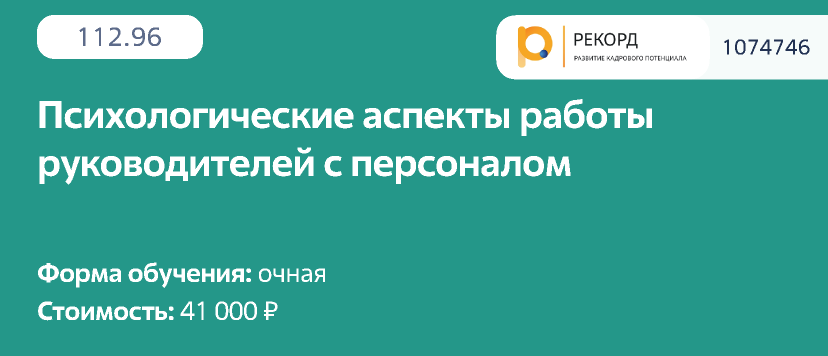 112.96
РЕКОРД
РАЗВИТИЕ КАДРОВОГО ПОТЕНЦИАЛА
1074746
Психологические аспекты работы
руководителей с персоналом
Форма обучения: очная
Стоимость: 41 000 ₽